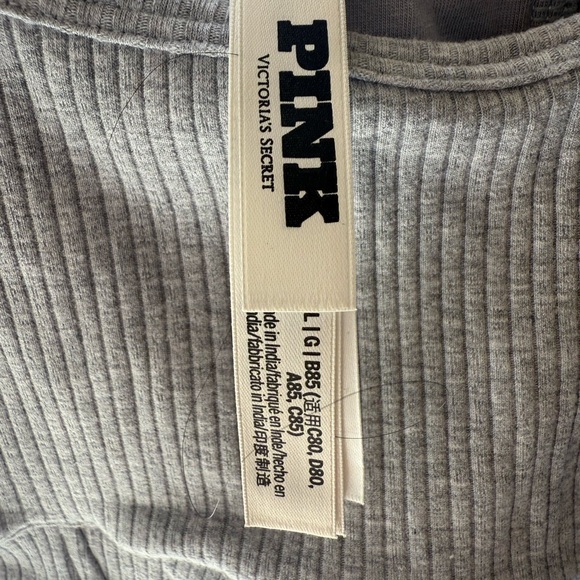 PINK
VICTORIA'S SECRET
L I G I B85 (适用C80, D80,
A85, C85)
de in India/fabriqué en Inde/hecho en
dia/fabbricato in India/印度制造